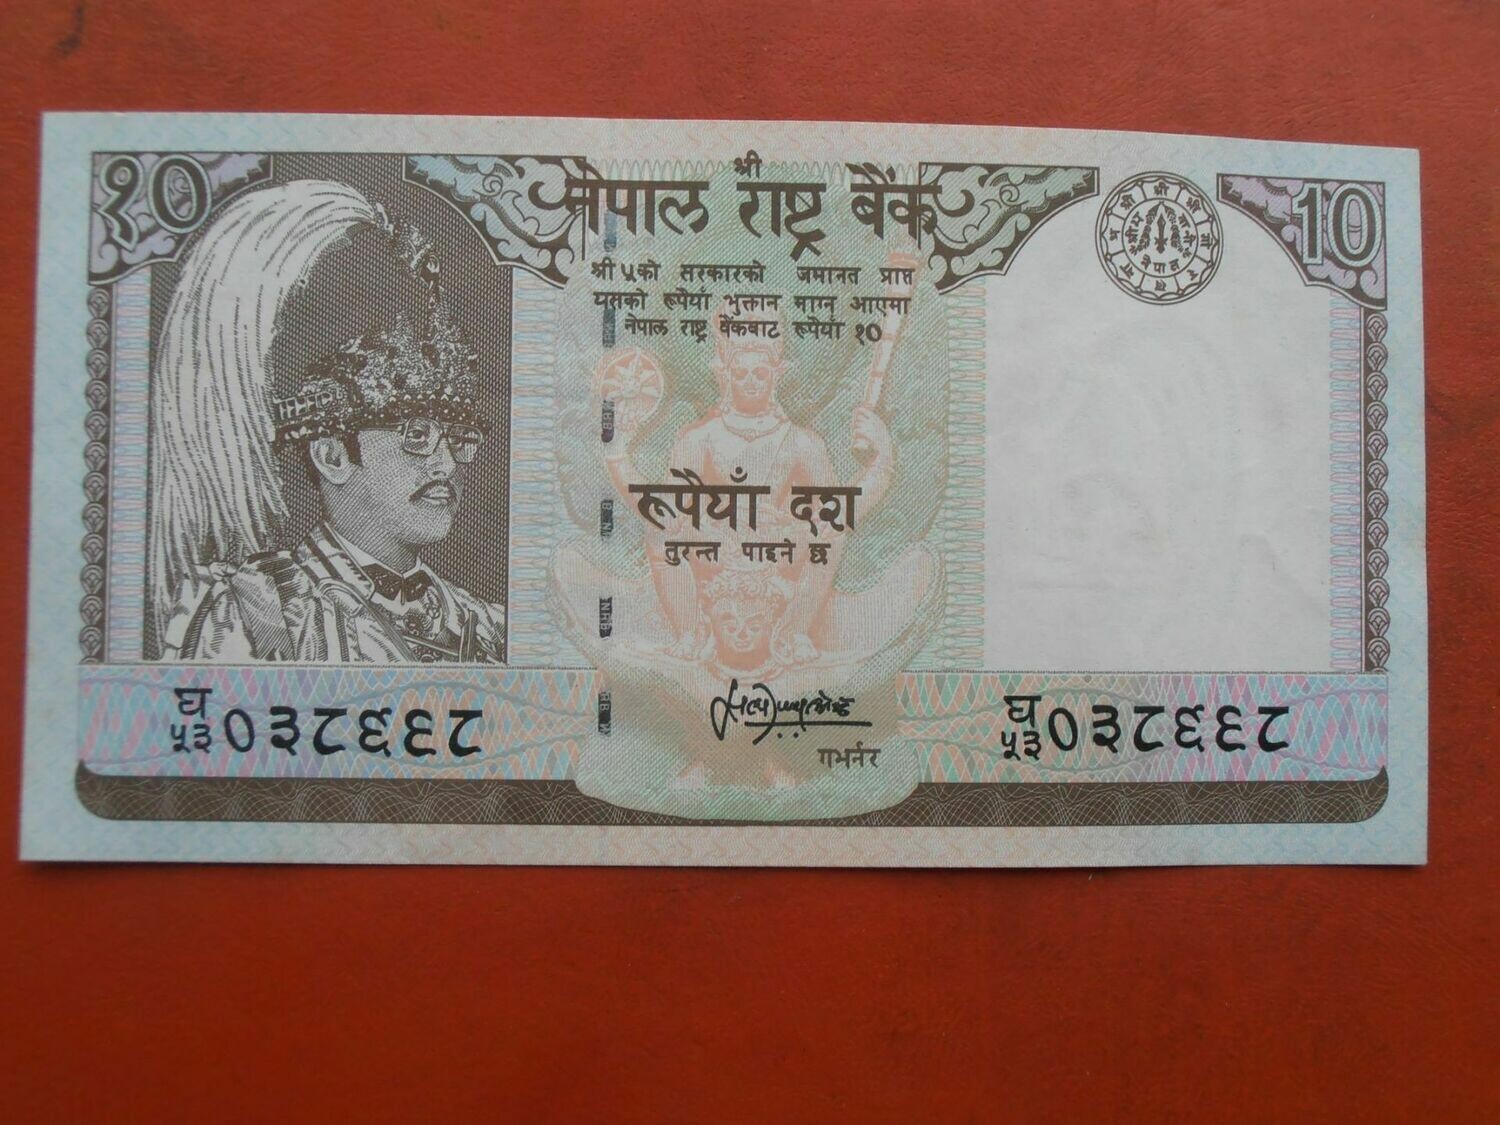 १०
श्री
नेपाल राष्ट्र बैंक
10
श्री ५को सरकारको जमानत प्राप्त
यसको रूपैयाँ भुक्तान माग्न आएमा
नेपाल राष्ट्र बैंकबाट रूपैयाँ १०
रूपैयाँ दश
तुरन्त पाइने छ
घ
५३ ०३८६६८
घ
५३ ०३८६६८
गभर्नर